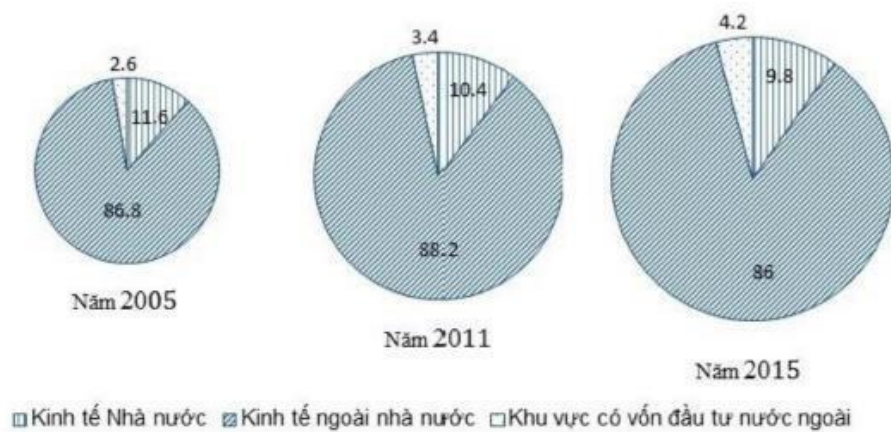 2.6
11.6
86.8
Năm 2005
3.4
10.4
88.2
Năm 2011
4.2
9.8
86
Năm 2015
Kinh tế Nhà nước Kinh tế ngoài nhà nước Khu vực có vốn đầu tư nước ngoài